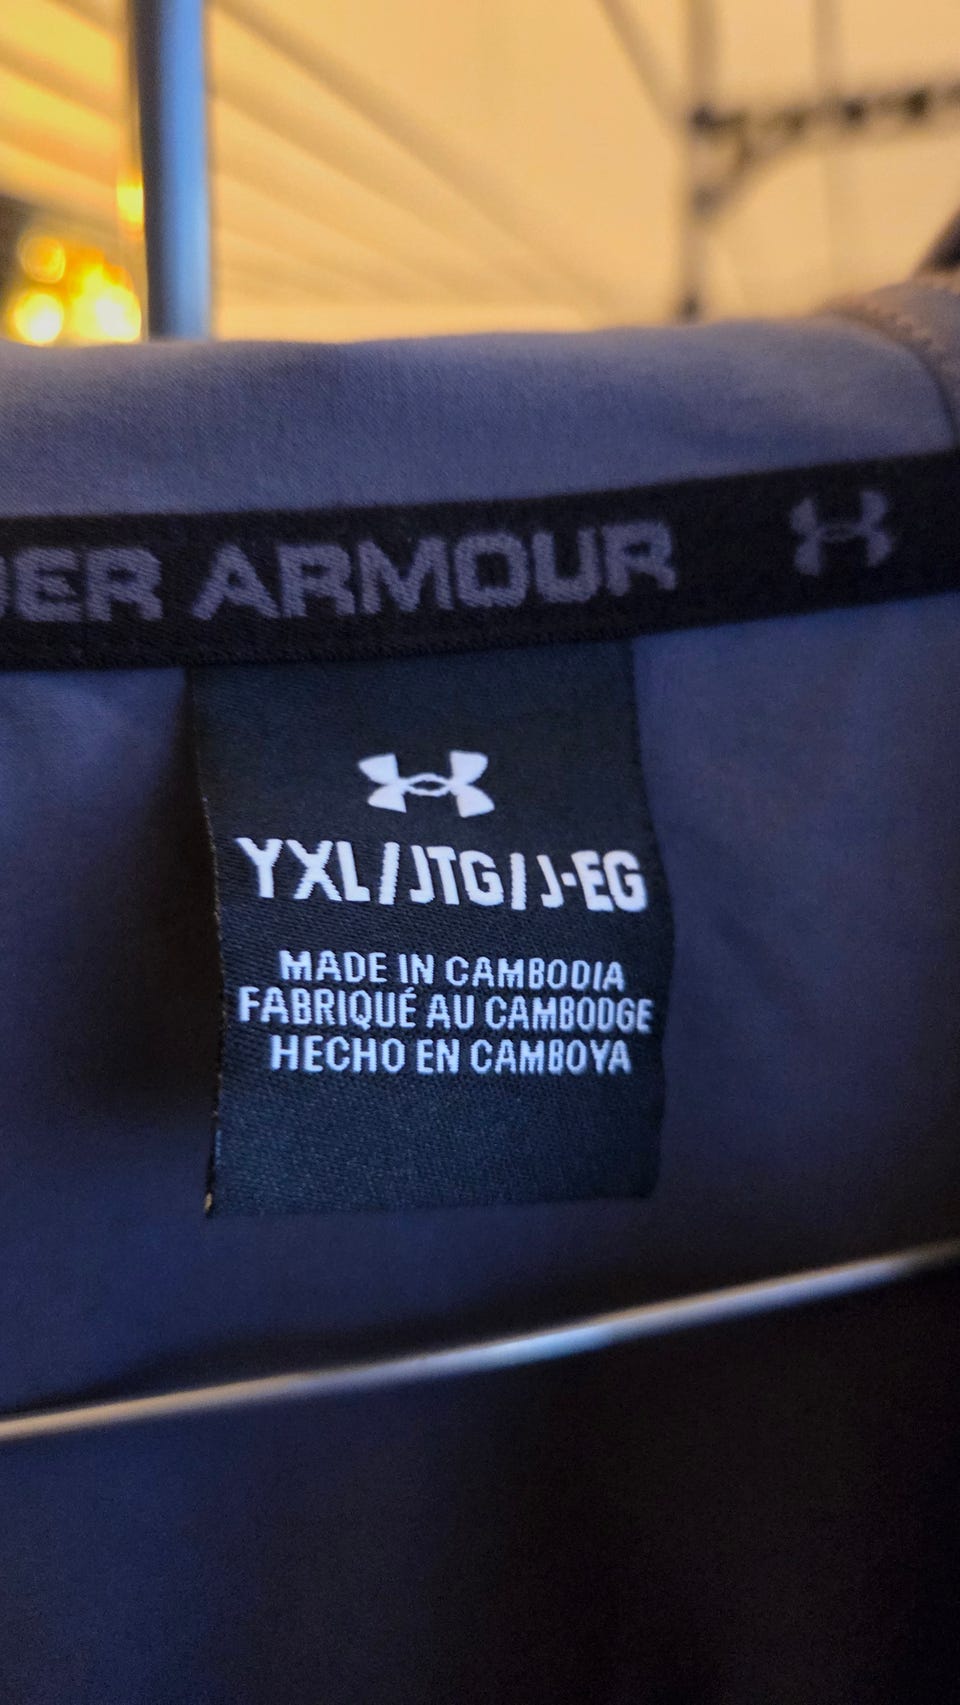 DER ARMOUR
YXL/JTG/J-EG
MADE IN CAMBODIA
FABRIQUÉ AU CAMBODGE
HECHO EN CAMBOYA